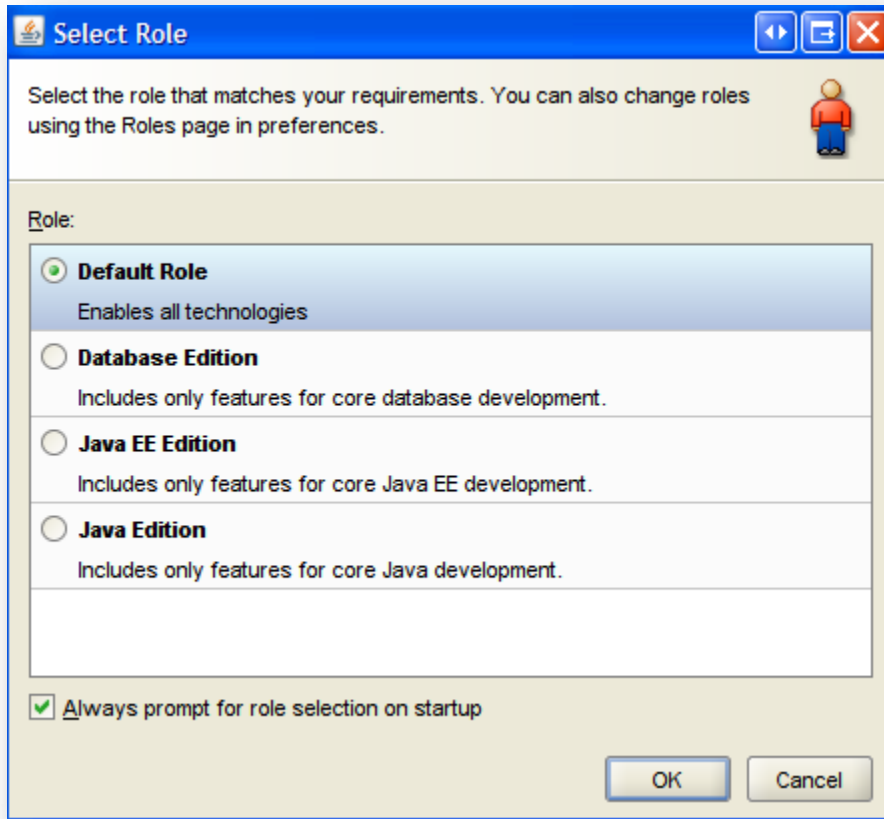 Select Role
Select the role that matches your requirements. You can also change roles
using the Roles page in preferences.
Role:
Default Role
Enables all technologies
Database Edition
Includes only features for core database development.
Java EE Edition
Includes only features for core Java EE development.
Java Edition
Includes only features for core Java development.
Always prompt for role selection on startup
OK
Cancel